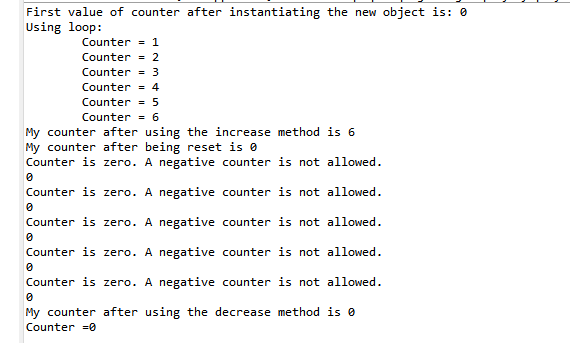 First value of counter after instantiating the new object is: 0
Using loop:
Counter = 1
Counter = 2
Counter = 3
Counter = 4
Counter = 5
Counter = 6
My counter after using the increase method is 6
My counter after being reset is 0
Counter is zero. A negative counter is not allowed.
0
Counter is zero. A negative counter is not allowed.
0
Counter is zero. A negative counter is not allowed.
0
Counter is zero. A negative counter is not allowed.
0
Counter is zero. A negative counter is not allowed.
0
My counter after using the decrease method is 0
Counter =0